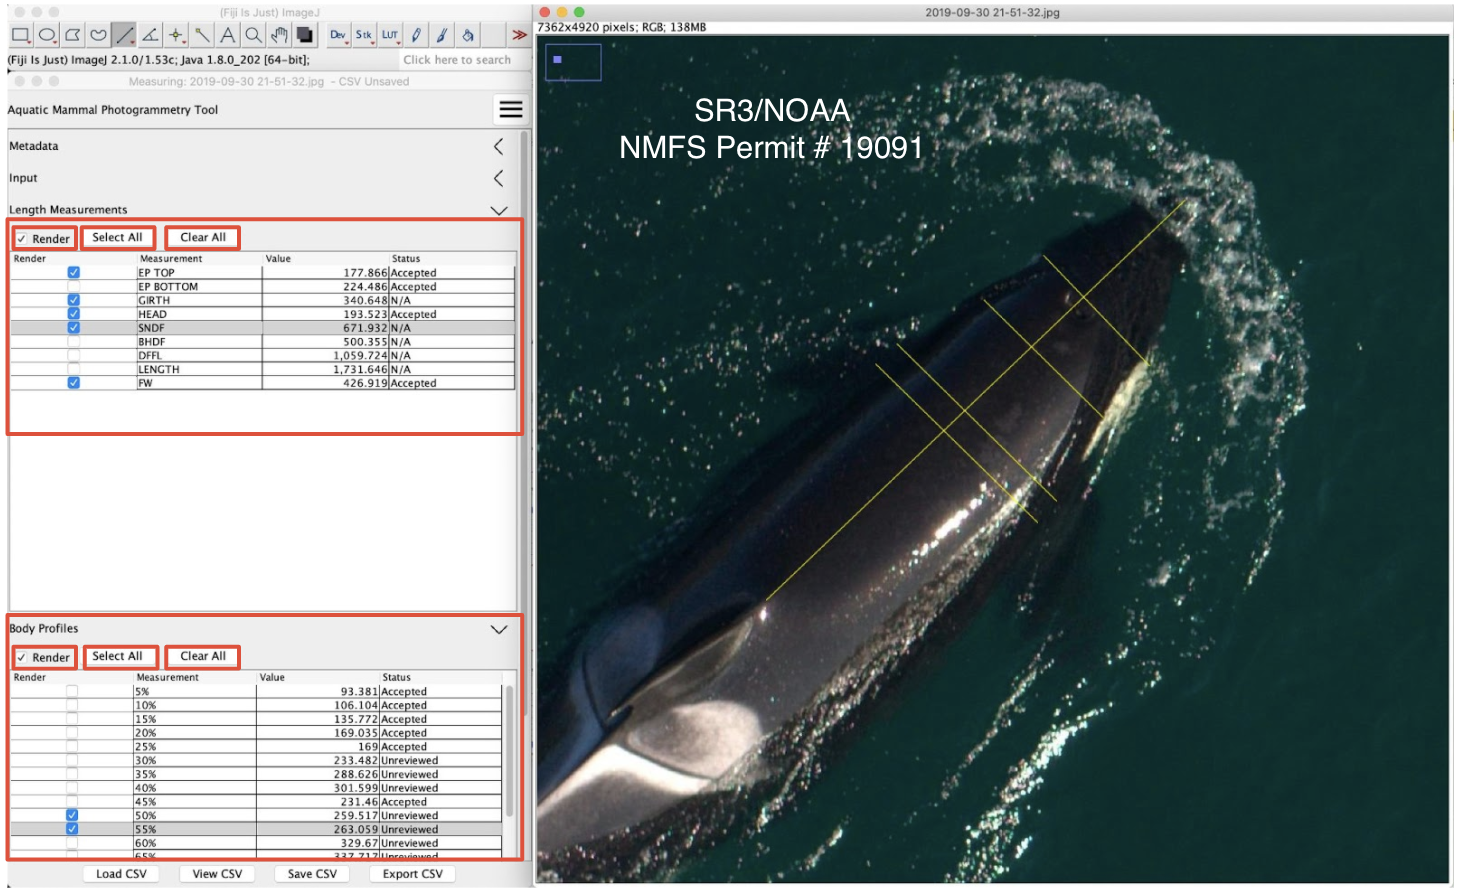 (Fiji Is Just) ImageJ
Dev Stk LUT
(Fiji Is Just) ImageJ 2.1.0/1.53c; Java 1.8.0_202 [64-bit]; Click here to search
Measuring: 2019-09-30 21-51-32.jpg - CSV Unsaved
Aquatic Mammal Photogrammetry Tool
Metadata
Input
Length Measurements
Render Select All Clear All
Render Measurement Value Status
EP TOP 177.866 Accepted
EP BOTTOM 224.486 Accepted
GIRTH 340.648 N/A
HEAD 193.523 Accepted
SNDF 671.932 N/A
BHDF 500.355 N/A
DFFL 1,059.724 N/A
LENGTH 1,731.646 N/A
FW 426.919 Accepted
Body Profiles
Render Select All Clear All
Render Measurement Value Status
5% 93.381 Accepted
10% 106.104 Accepted
15% 135.772 Accepted
20% 169.035 Accepted
25% 169 Accepted
30% 233.482 Unreviewed
35% 288.626 Unreviewed
40% 301.599 Unreviewed
45% 231.46 Accepted
50% 259.517 Unreviewed
55% 263.059 Unreviewed
60% 329.67 Unreviewed
65% 337.717 Unreviewed
Load CSV View CSV Save CSV Export CSV
2019-09-30 21-51-32.jpg
7362x4920 pixels; RGB; 138MB
SR3/NOAA
NMFS Permit # 19091